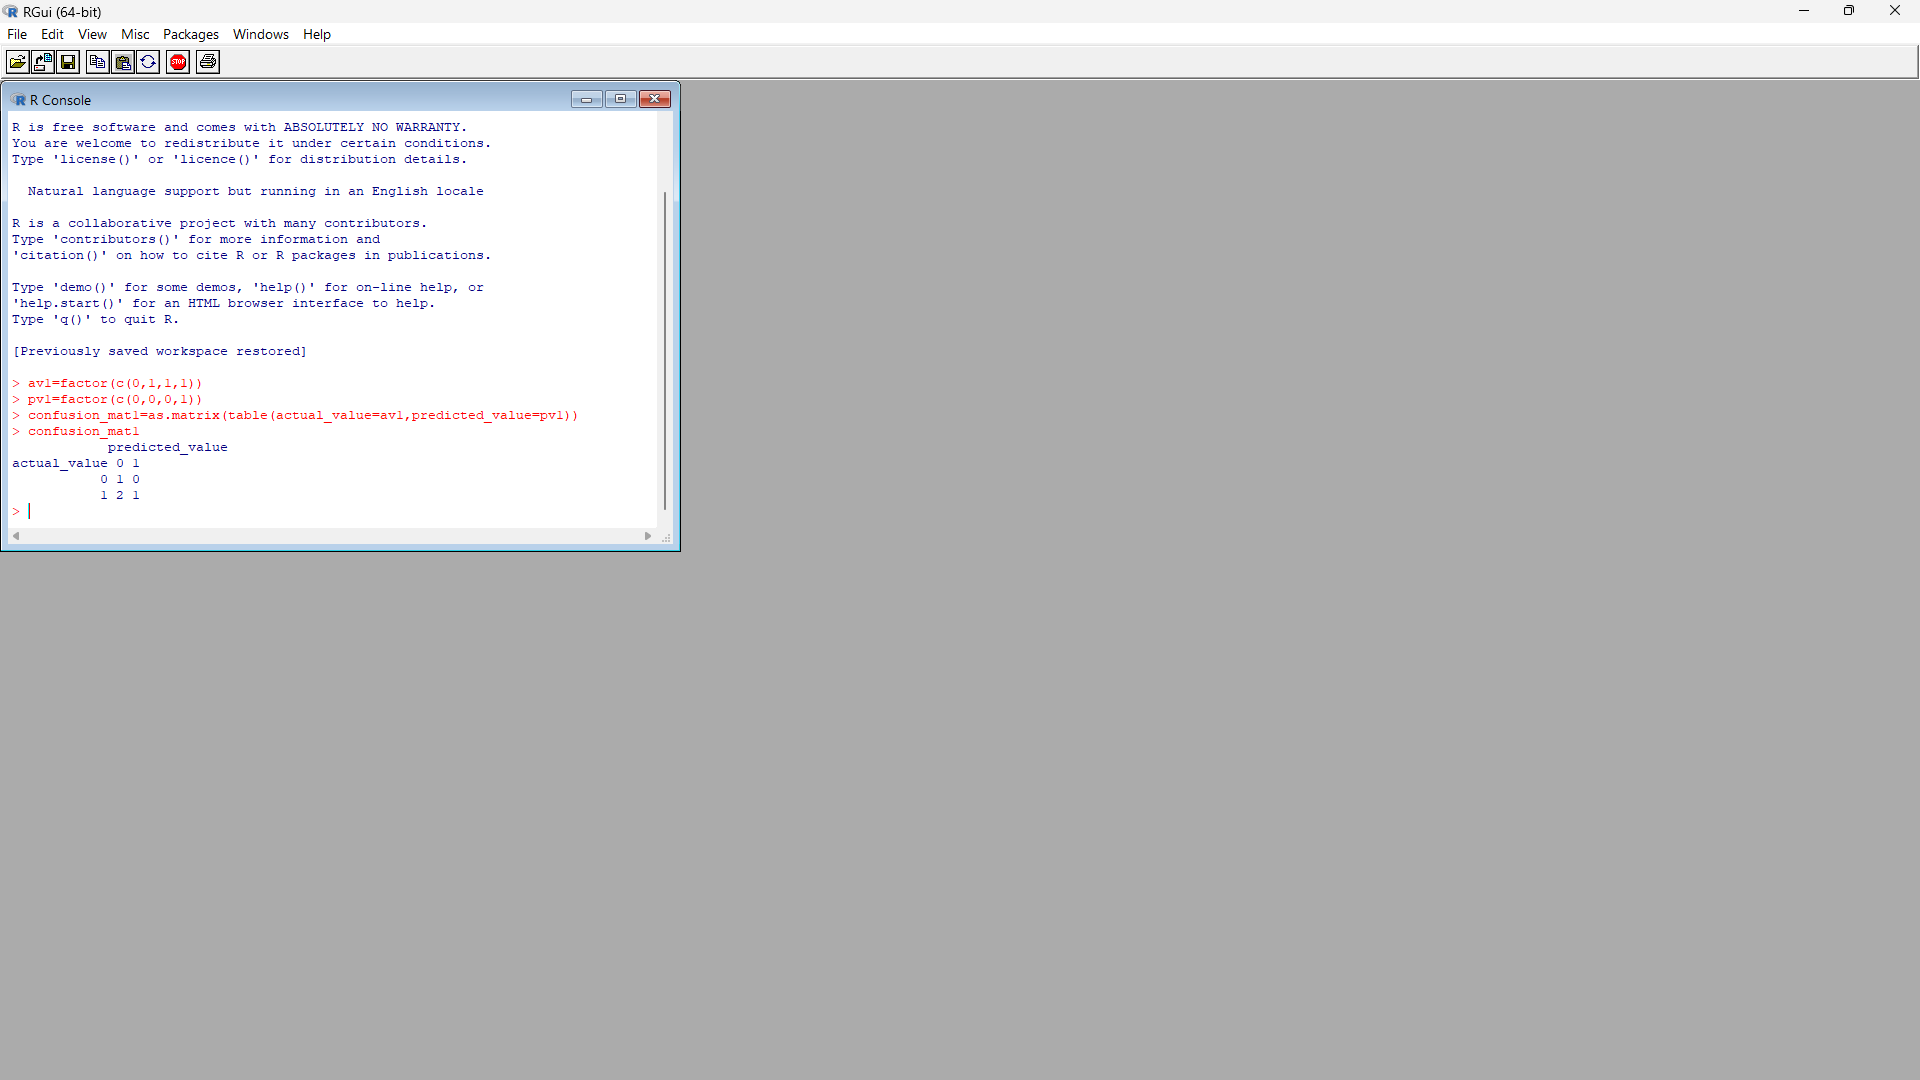 RGui (64-bit)
File Edit View Misc Packages Windows Help
STOP
R Console
R is free software and comes with ABSOLUTELY NO WARRANTY.
You are welcome to redistribute it under certain conditions.
Type 'license()' or 'licence()' for distribution details.
Natural language support but running in an English locale
R is a collaborative project with many contributors.
Type 'contributors()' for more information and
'citation()' on how to cite R or R packages in publications.
Type 'demo()' for some demos, 'help()' for on-line help, or
'help.start()' for an HTML browser interface to help.
Type 'q()' to quit R.
[Previously saved workspace restored]
> av1=factor(c(0,1,1,1))
> pv1=factor(c(0,0,0,1))
> confusion_mat1=as.matrix(table(actual_value=av1,predicted_value=pv1))
> confusion_mat1
predicted_value
actual_value 0 1
0 1 0
1 2 1
>